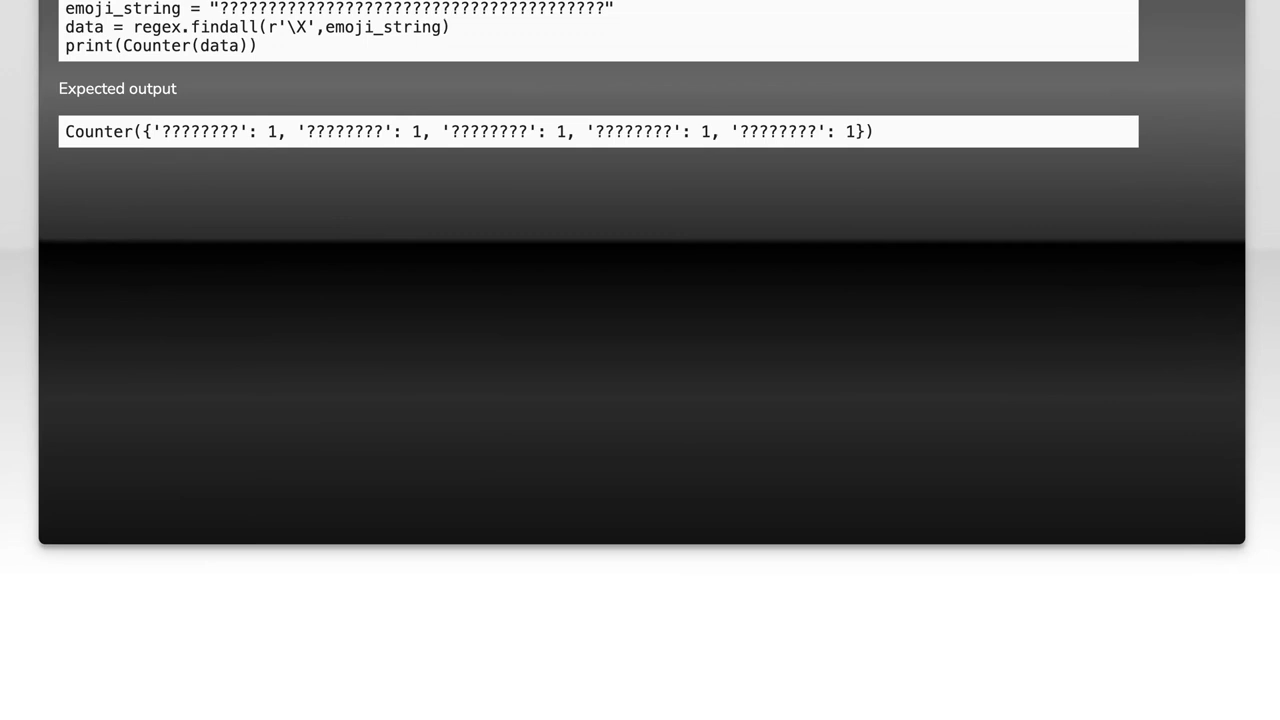 emoji_string = "????????????????????????????????????????"
data = regex.findall(r'\X',emoji_string)
print(Counter(data))
Expected output
Counter({'????????': 1, '????????': 1, '????????': 1, '????????': 1, '????????': 1})